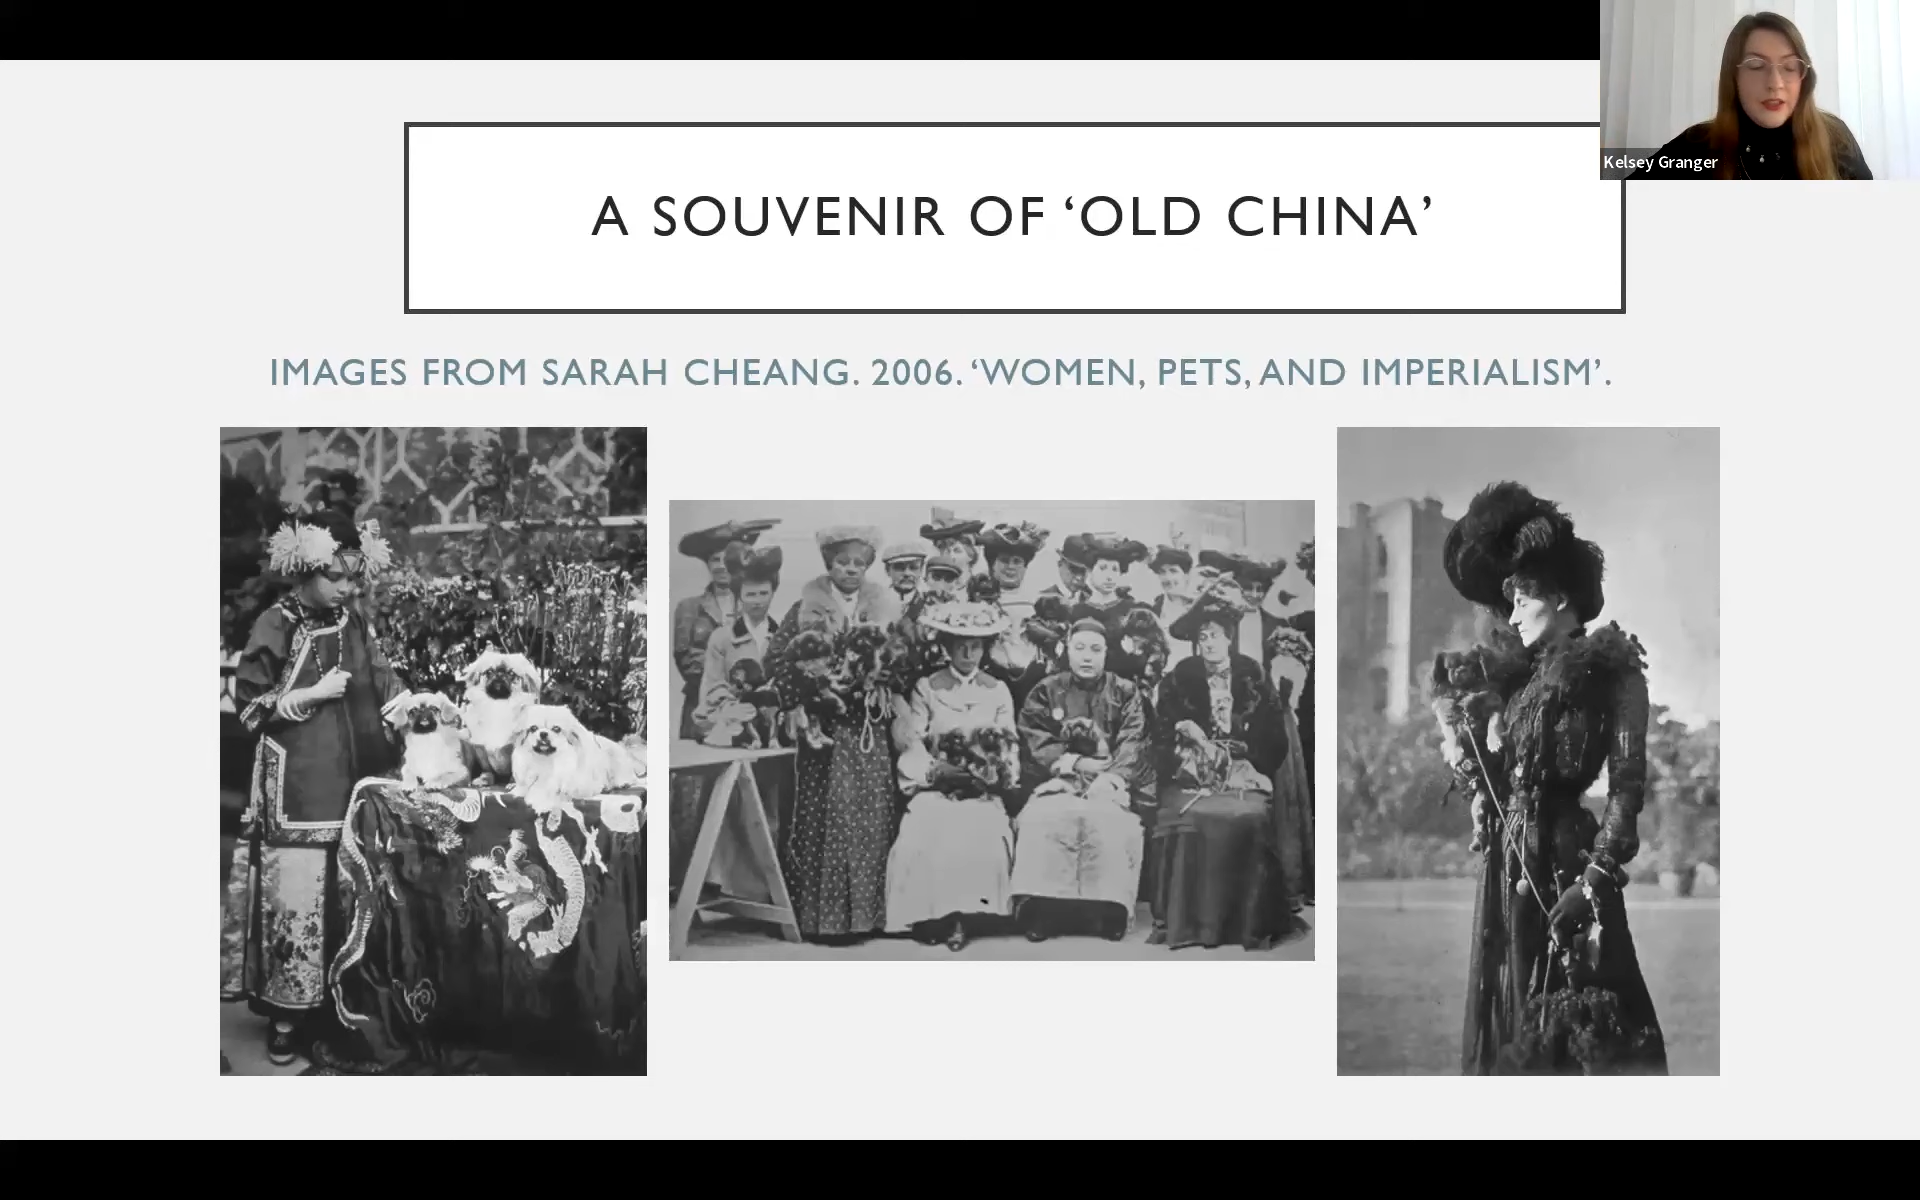 Kelsey Granger
A SOUVENIR OF ‘OLD CHINA’
IMAGES FROM SARAH CHEANG. 2006. ‘WOMEN, PETS, AND IMPERIALISM’.